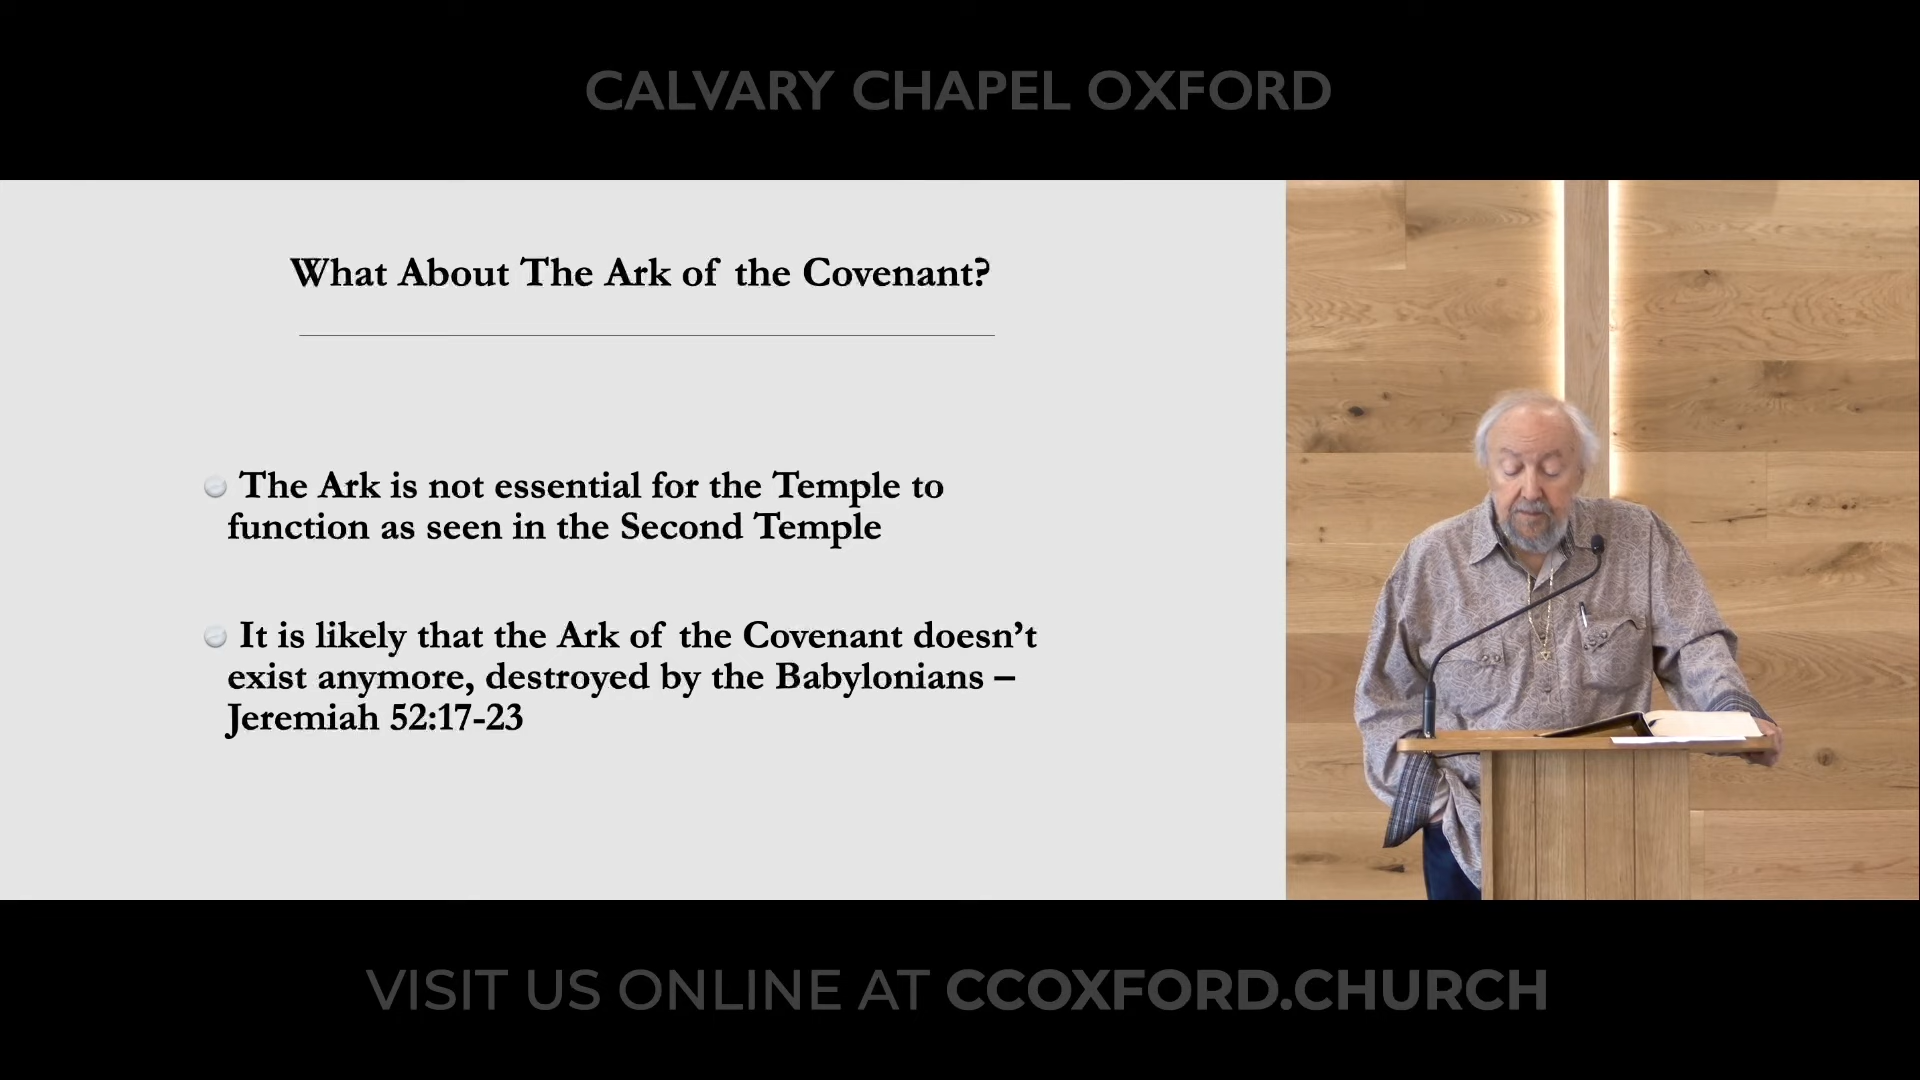 CALVARY CHAPEL OXFORD
What About The Ark of the Covenant?
The Ark is not essential for the Temple to
function as seen in the Second Temple
It is likely that the Ark of the Covenant doesn’t
exist anymore, destroyed by the Babylonians –
Jeremiah 52:17-23
VISIT US ONLINE AT CCOXFORD.CHURCH